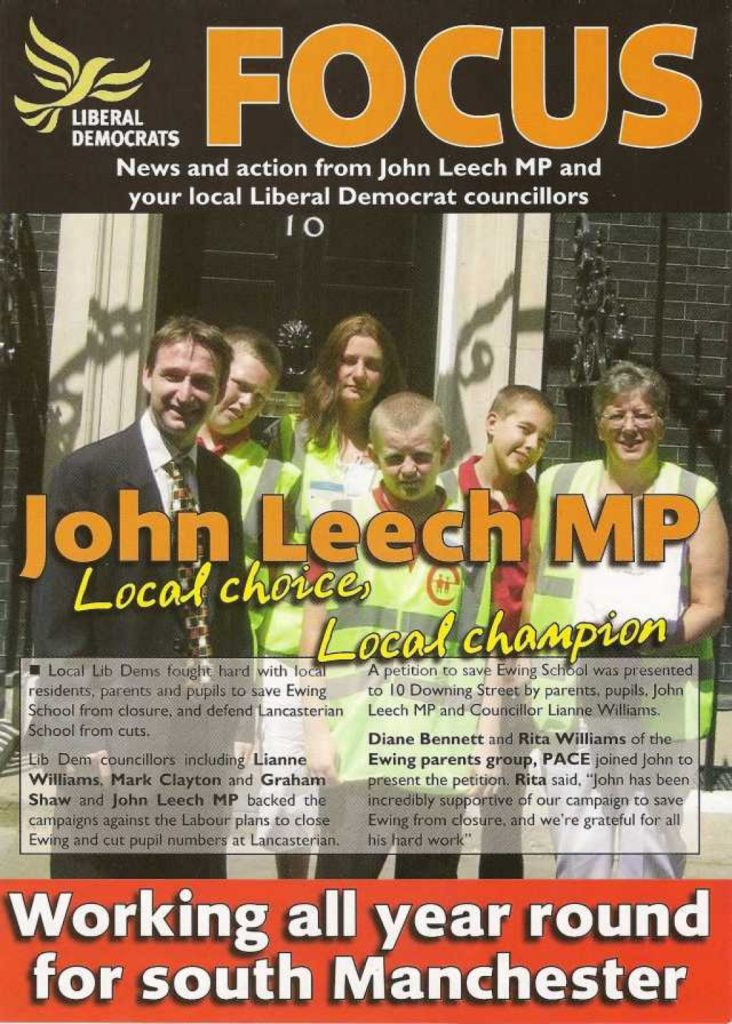 LIBERAL
DEMOCRATS
FOCUS
News and action from John Leech MP and
your local Liberal Democrat councillors
10
John Leech MP
Local choice,
Local champion
■ Local Lib Dems fought hard with local
residents, parents and pupils to save Ewing
School from closure, and defend Lancasterian
School from cuts.
Lib Dem councillors including Lianne
Williams, Mark Clayton and Graham
Shaw and John Leech MP backed the
campaigns against the Labour plans to close
Ewing and cut pupil numbers at Lancasterian.
A petition to save Ewing School was presented
to 10 Downing Street by parents, pupils, John
Leech MP and Councillor Lianne Williams.
Diane Bennett and Rita Williams of the
Ewing parents group, PACE joined John to
present the petition. Rita said, "John has been
incredibly supportive of our campaign to save
Ewing from closure, and we're grateful for all
his hard work"
Working all year round
for south Manchester